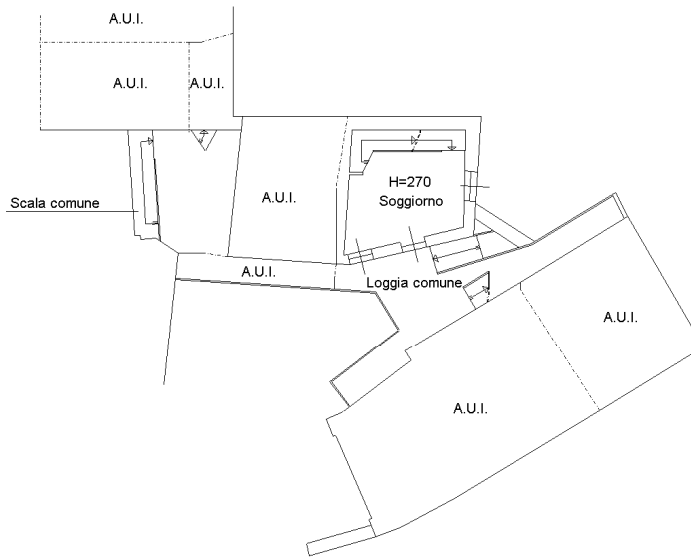 A.U.I.
A.U.I.
A.U.I.
H=270
Soggiorno
A.U.I.
Scala comune
A.U.I.
Loggia comune
A.U.I.
A.U.I.